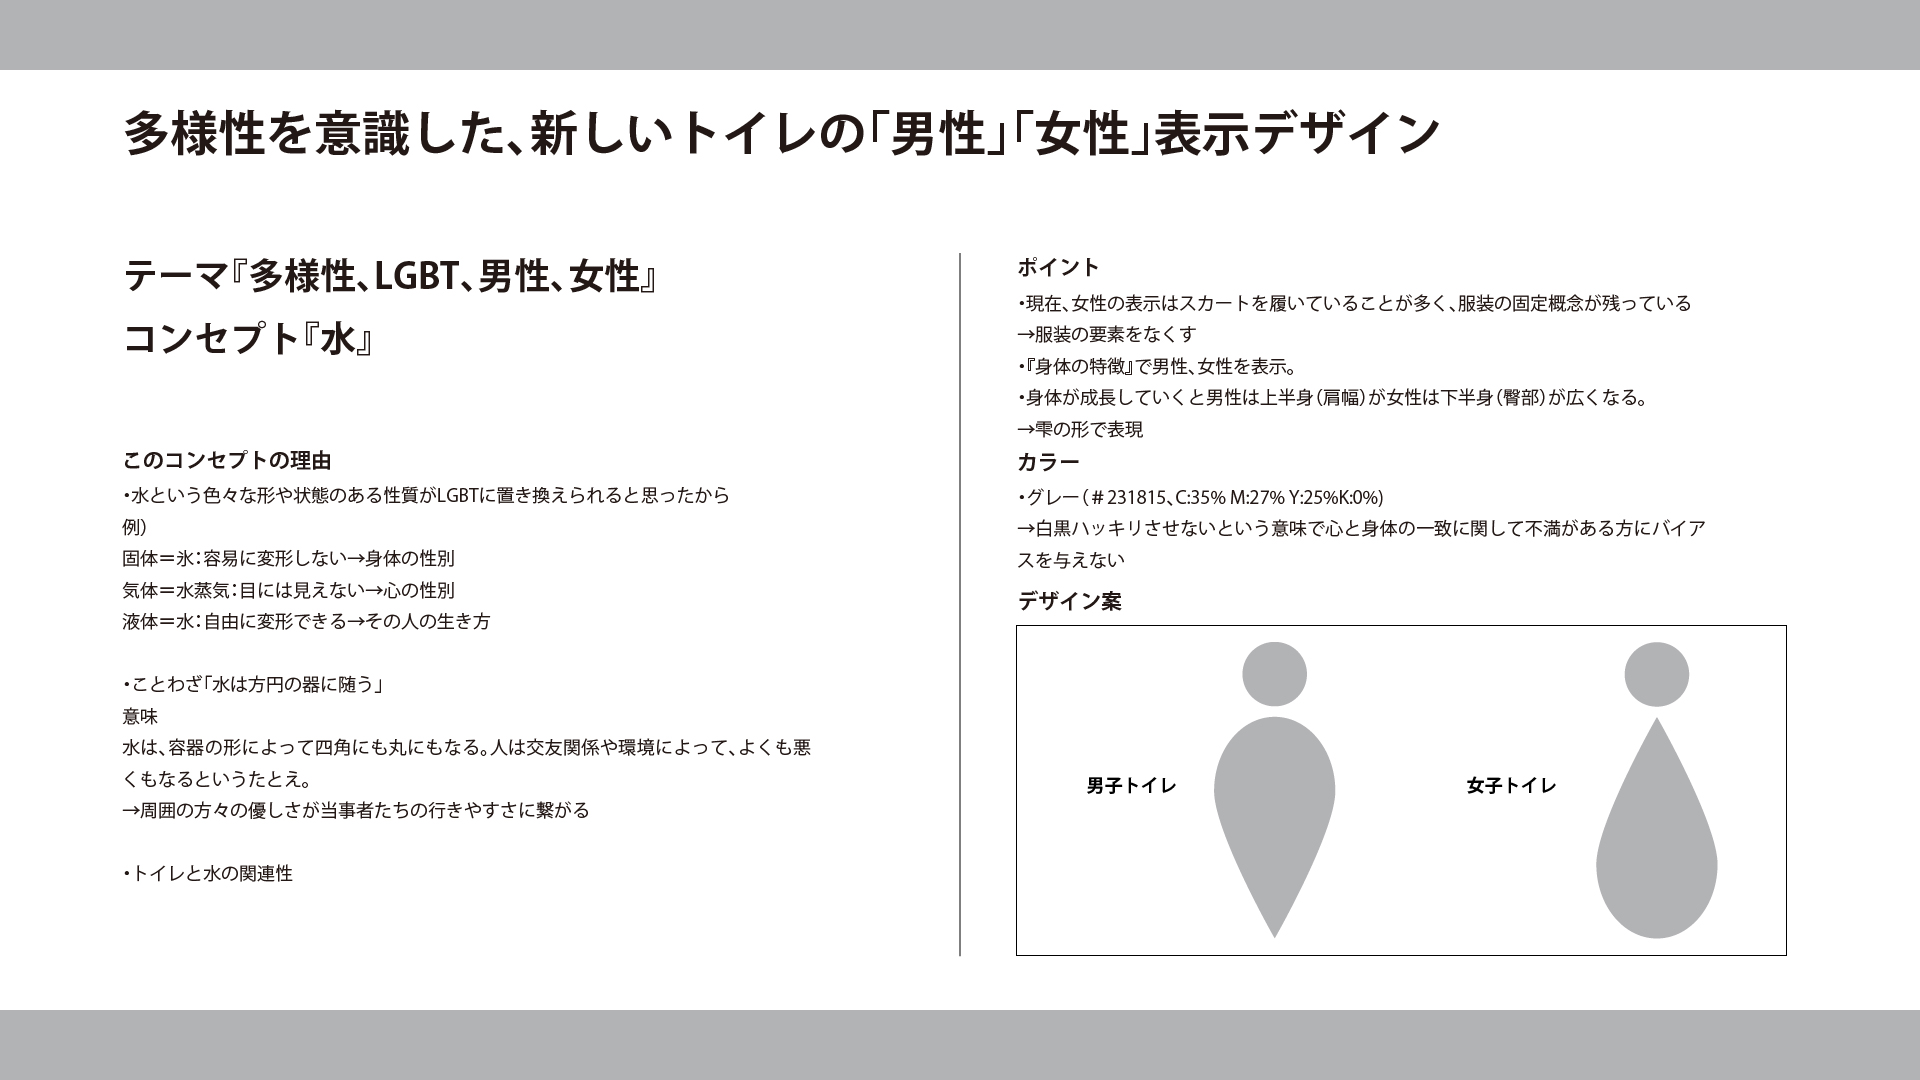 多様性を意識した、新しいトイレの「男性」「女性」表示デザイン
テーマ『多様性、LGBT、男性、女性』
コンセプト『水』
このコンセプトの理由
・水という色々な形や状態のある性質がLGBTに置き換えられると思ったから
例）
固体＝氷：容易に変形しない→身体の性別
気体＝水蒸気：目には見えない→心の性別
液体＝水：自由に変形できる→その人の生き方
・ことわざ「水は方円の器に随う」
意味
水は、容器の形によって四角にも丸にもなる。人は交友関係や環境によって、よくも悪
くもなるというたとえ。
→周囲の方々の優しさが当事者たちの行きやすさに繋がる
・トイレと水の関連性
ポイント
・現在、女性の表示はスカートを履いていることが多く、服装の固定概念が残っている
→服装の要素をなくす
・『身体の特徴』で男性、女性を表示。
・身体が成長していくと男性は上半身（肩幅）が女性は下半身（臀部）が広くなる。
→雫の形で表現
カラー
・グレー（＃231815、C:35% M:27% Y:25%K:0%)
→白黒ハッキリさせないという意味で心と身体の一致に関して不満がある方にバイア
スを与えない
デザイン案
男子トイレ
女子トイレ